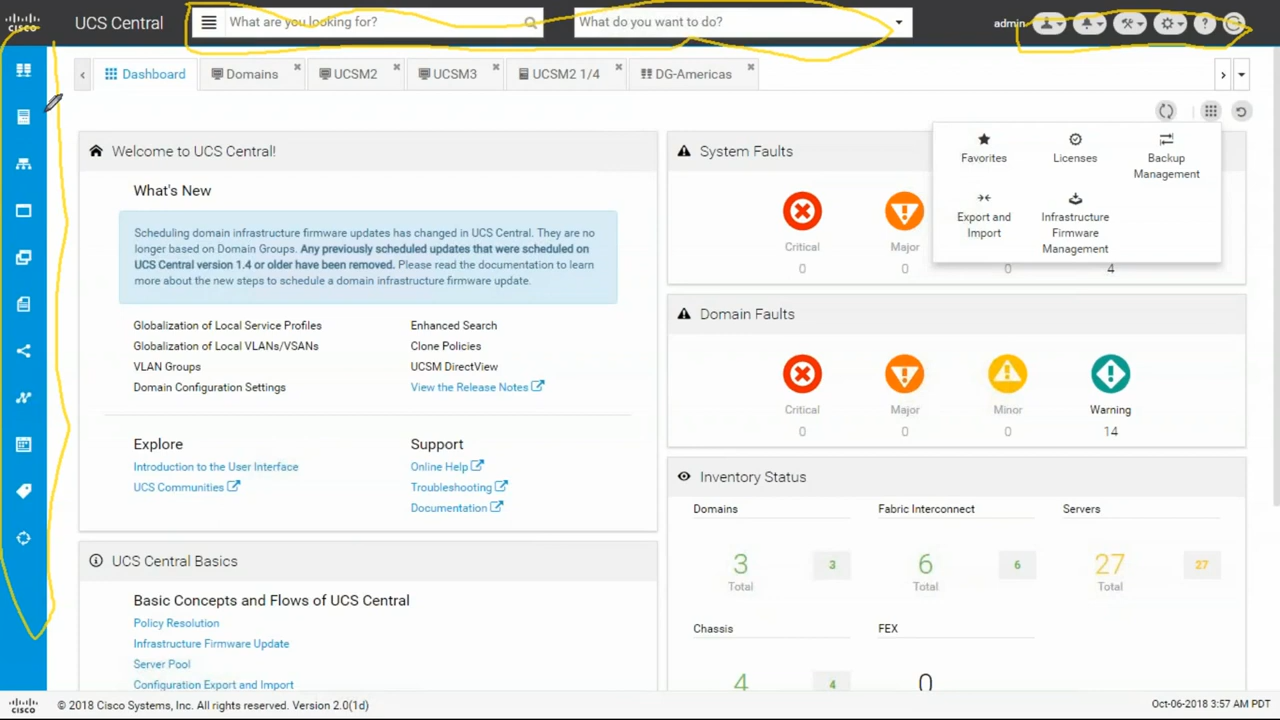 cisco UCS Central What are you looking for? What do you want to do? admin
Dashboard Domains UCSM2 UCSM3 UCSM2 1/4 DG-Americas
Welcome to UCS Central!
What's New
Scheduling domain infrastructure firmware updates has changed in UCS Central. They are no
longer based on Domain Groups. Any previously scheduled updates that were scheduled on
UCS Central version 1.4 or older have been removed. Please read the documentation to learn
more about the new steps to schedule a domain infrastructure firmware update.
Globalization of Local Service Profiles
Globalization of Local VLANs/VSANs
VLAN Groups
Domain Configuration Settings
Enhanced Search
Clone Policies
UCSM DirectView
View the Release Notes
Explore
Introduction to the User Interface
UCS Communities
Support
Online Help
Troubleshooting
Documentation
UCS Central Basics
Basic Concepts and Flows of UCS Central
Policy Resolution
Infrastructure Firmware Update
Server Pool
Configuration Export and Import
System Faults
Critical Major
0 0 0 4
Favorites Licenses Backup
Management
Export and
Import
Infrastructure
Firmware
Management
Domain Faults
Critical Major Minor Warning
0 0 0 14
Inventory Status
Domains Fabric Interconnect Servers
3 3 6 6 27 27
Total Total Total
Chassis FEX
4 4 0
cisco © 2018 Cisco Systems, Inc. All rights reserved. Version 2.0(1d) Oct-06-2018 3:57 AM PDT